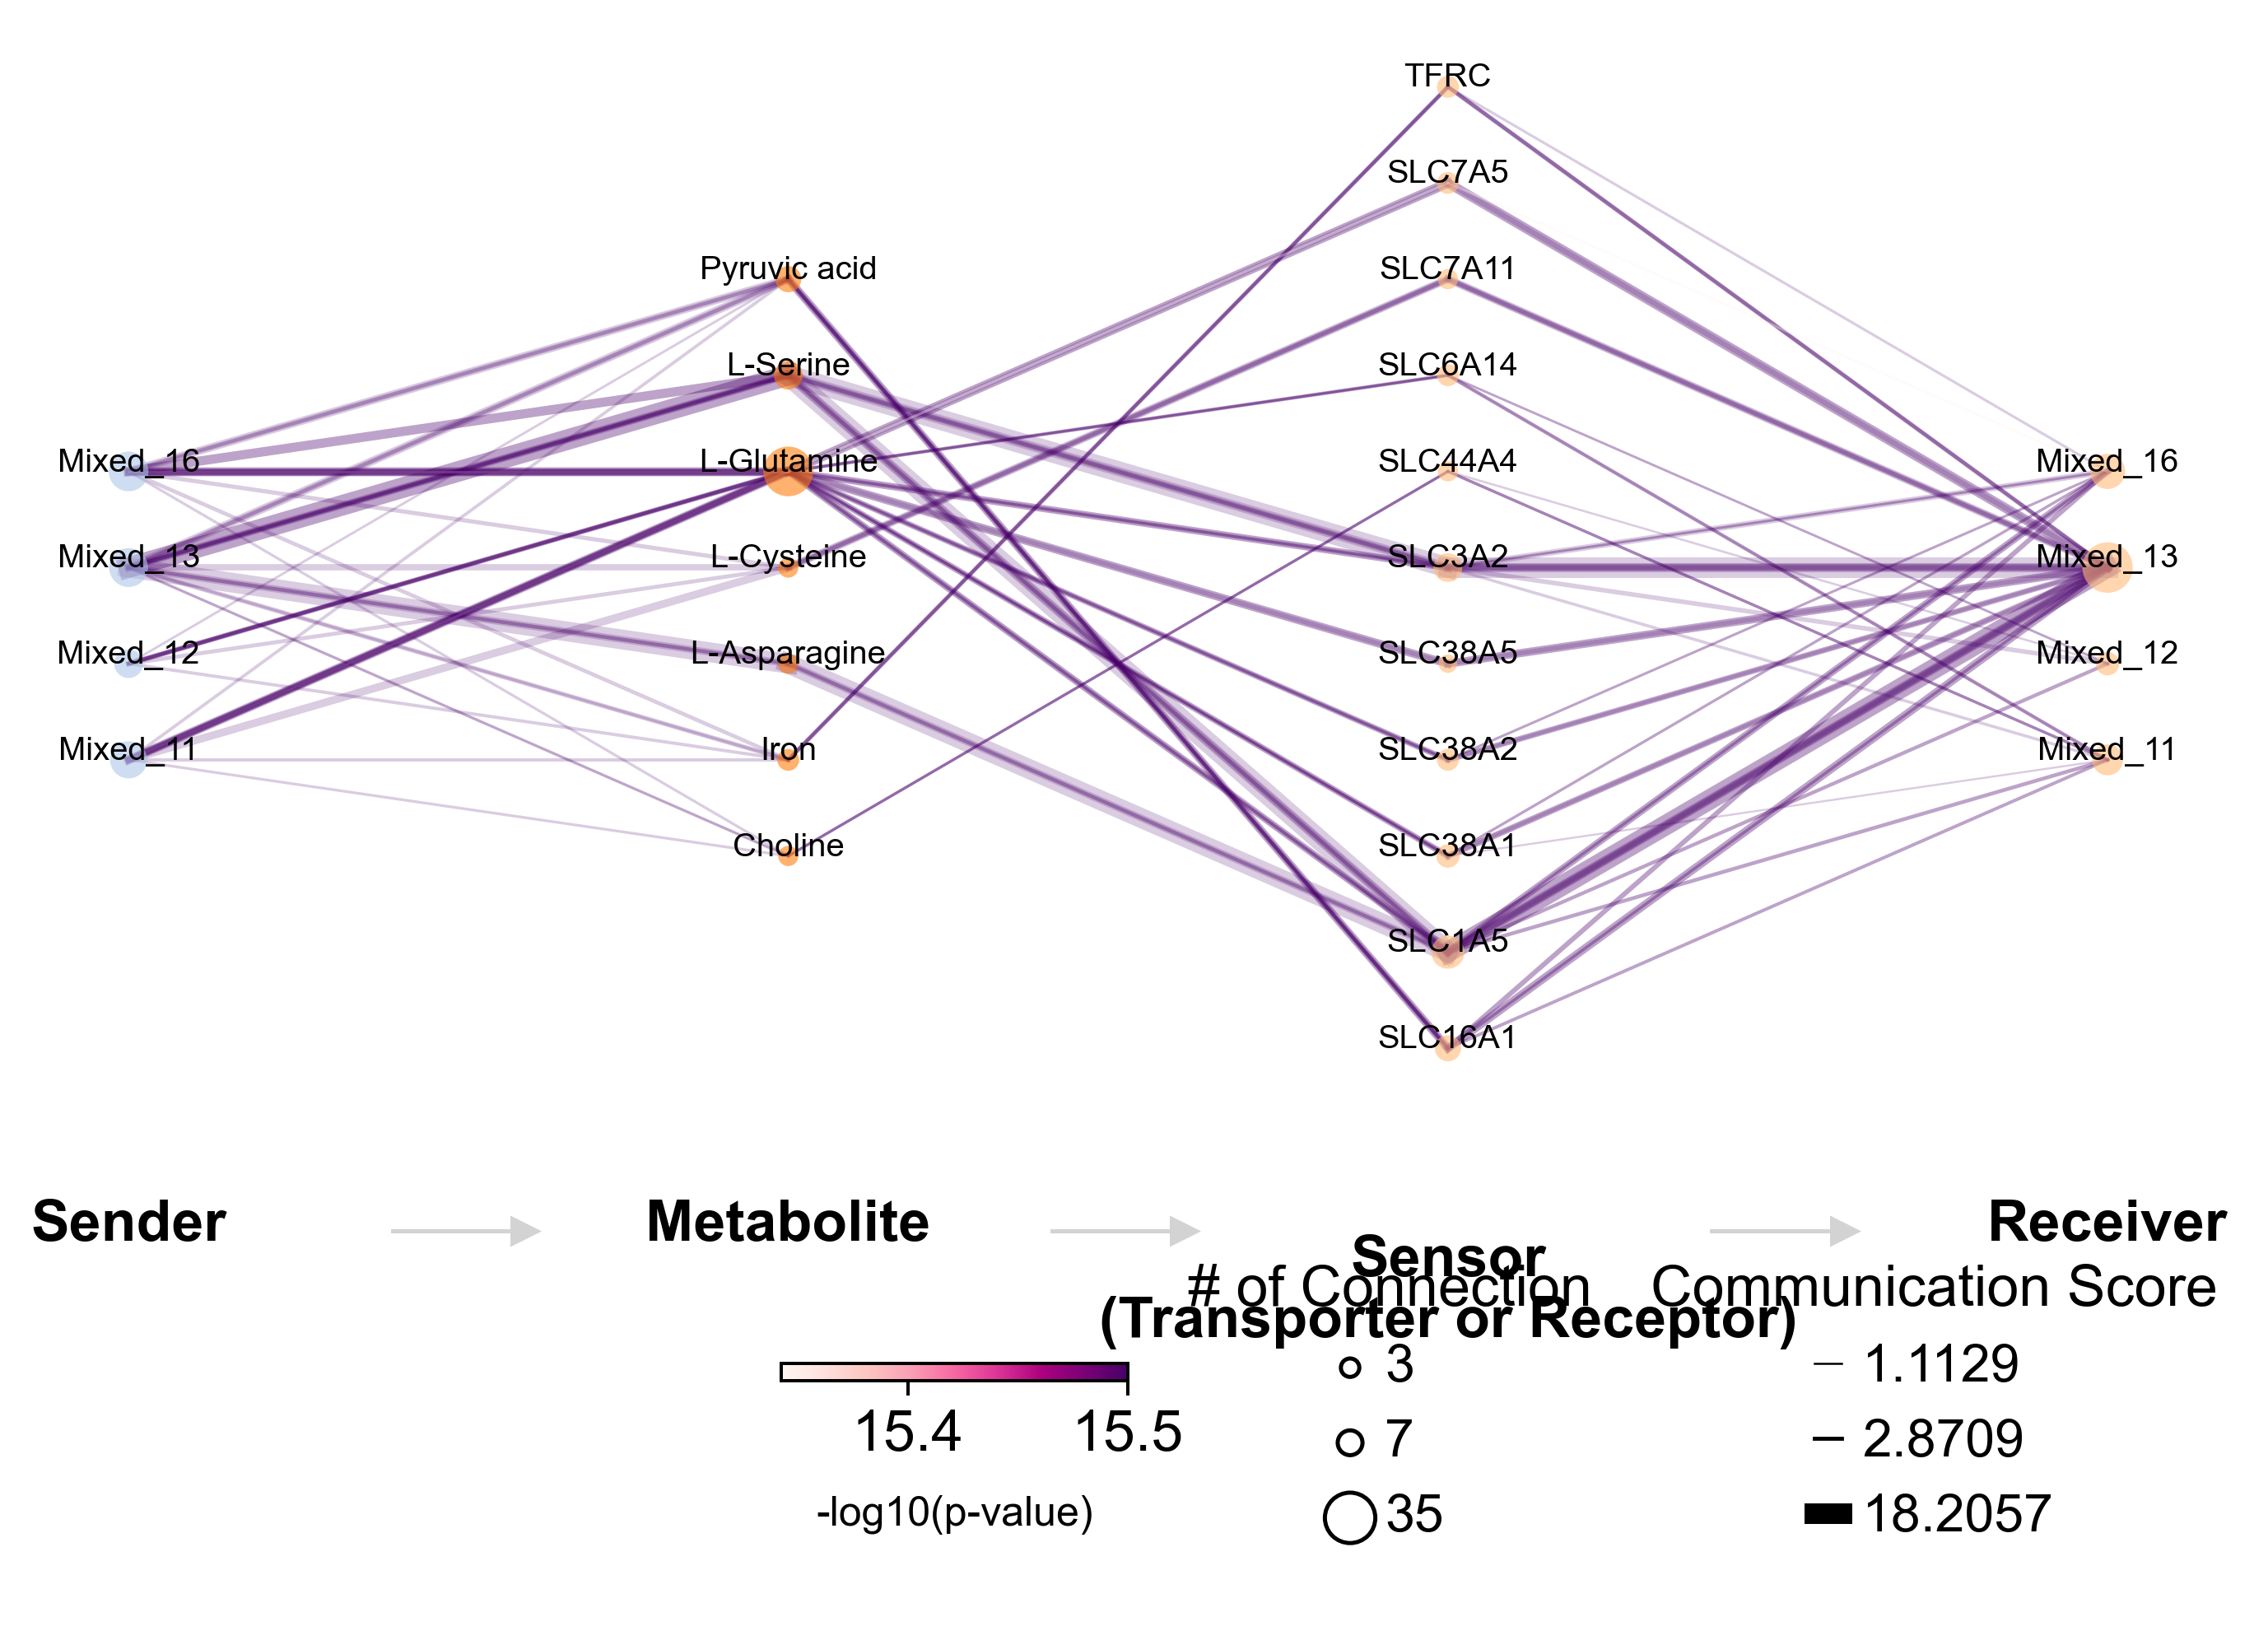 TFRC
SLC7A5
Pyruvic acid
SLC7A11
L-Serine
SLC6A14
Mixed_16
L-Glutamine
SLC44A4
Mixed_16
Mixed_13
L-Cysteine
SLC3A2
Mixed_13
Mixed_12
L-Asparagine
SLC38A5
Mixed_12
Mixed_11
Iron
SLC38A2
Mixed_11
Choline
SLC38A1
SLC1A5
SLC16A1
Sender
Metabolite
Sensor
(Transporter or Receptor)
Receiver
15.4 15.5
-log10(p-value)
# of Connection
3
7
35
Communication Score
1.1129
2.8709
18.2057